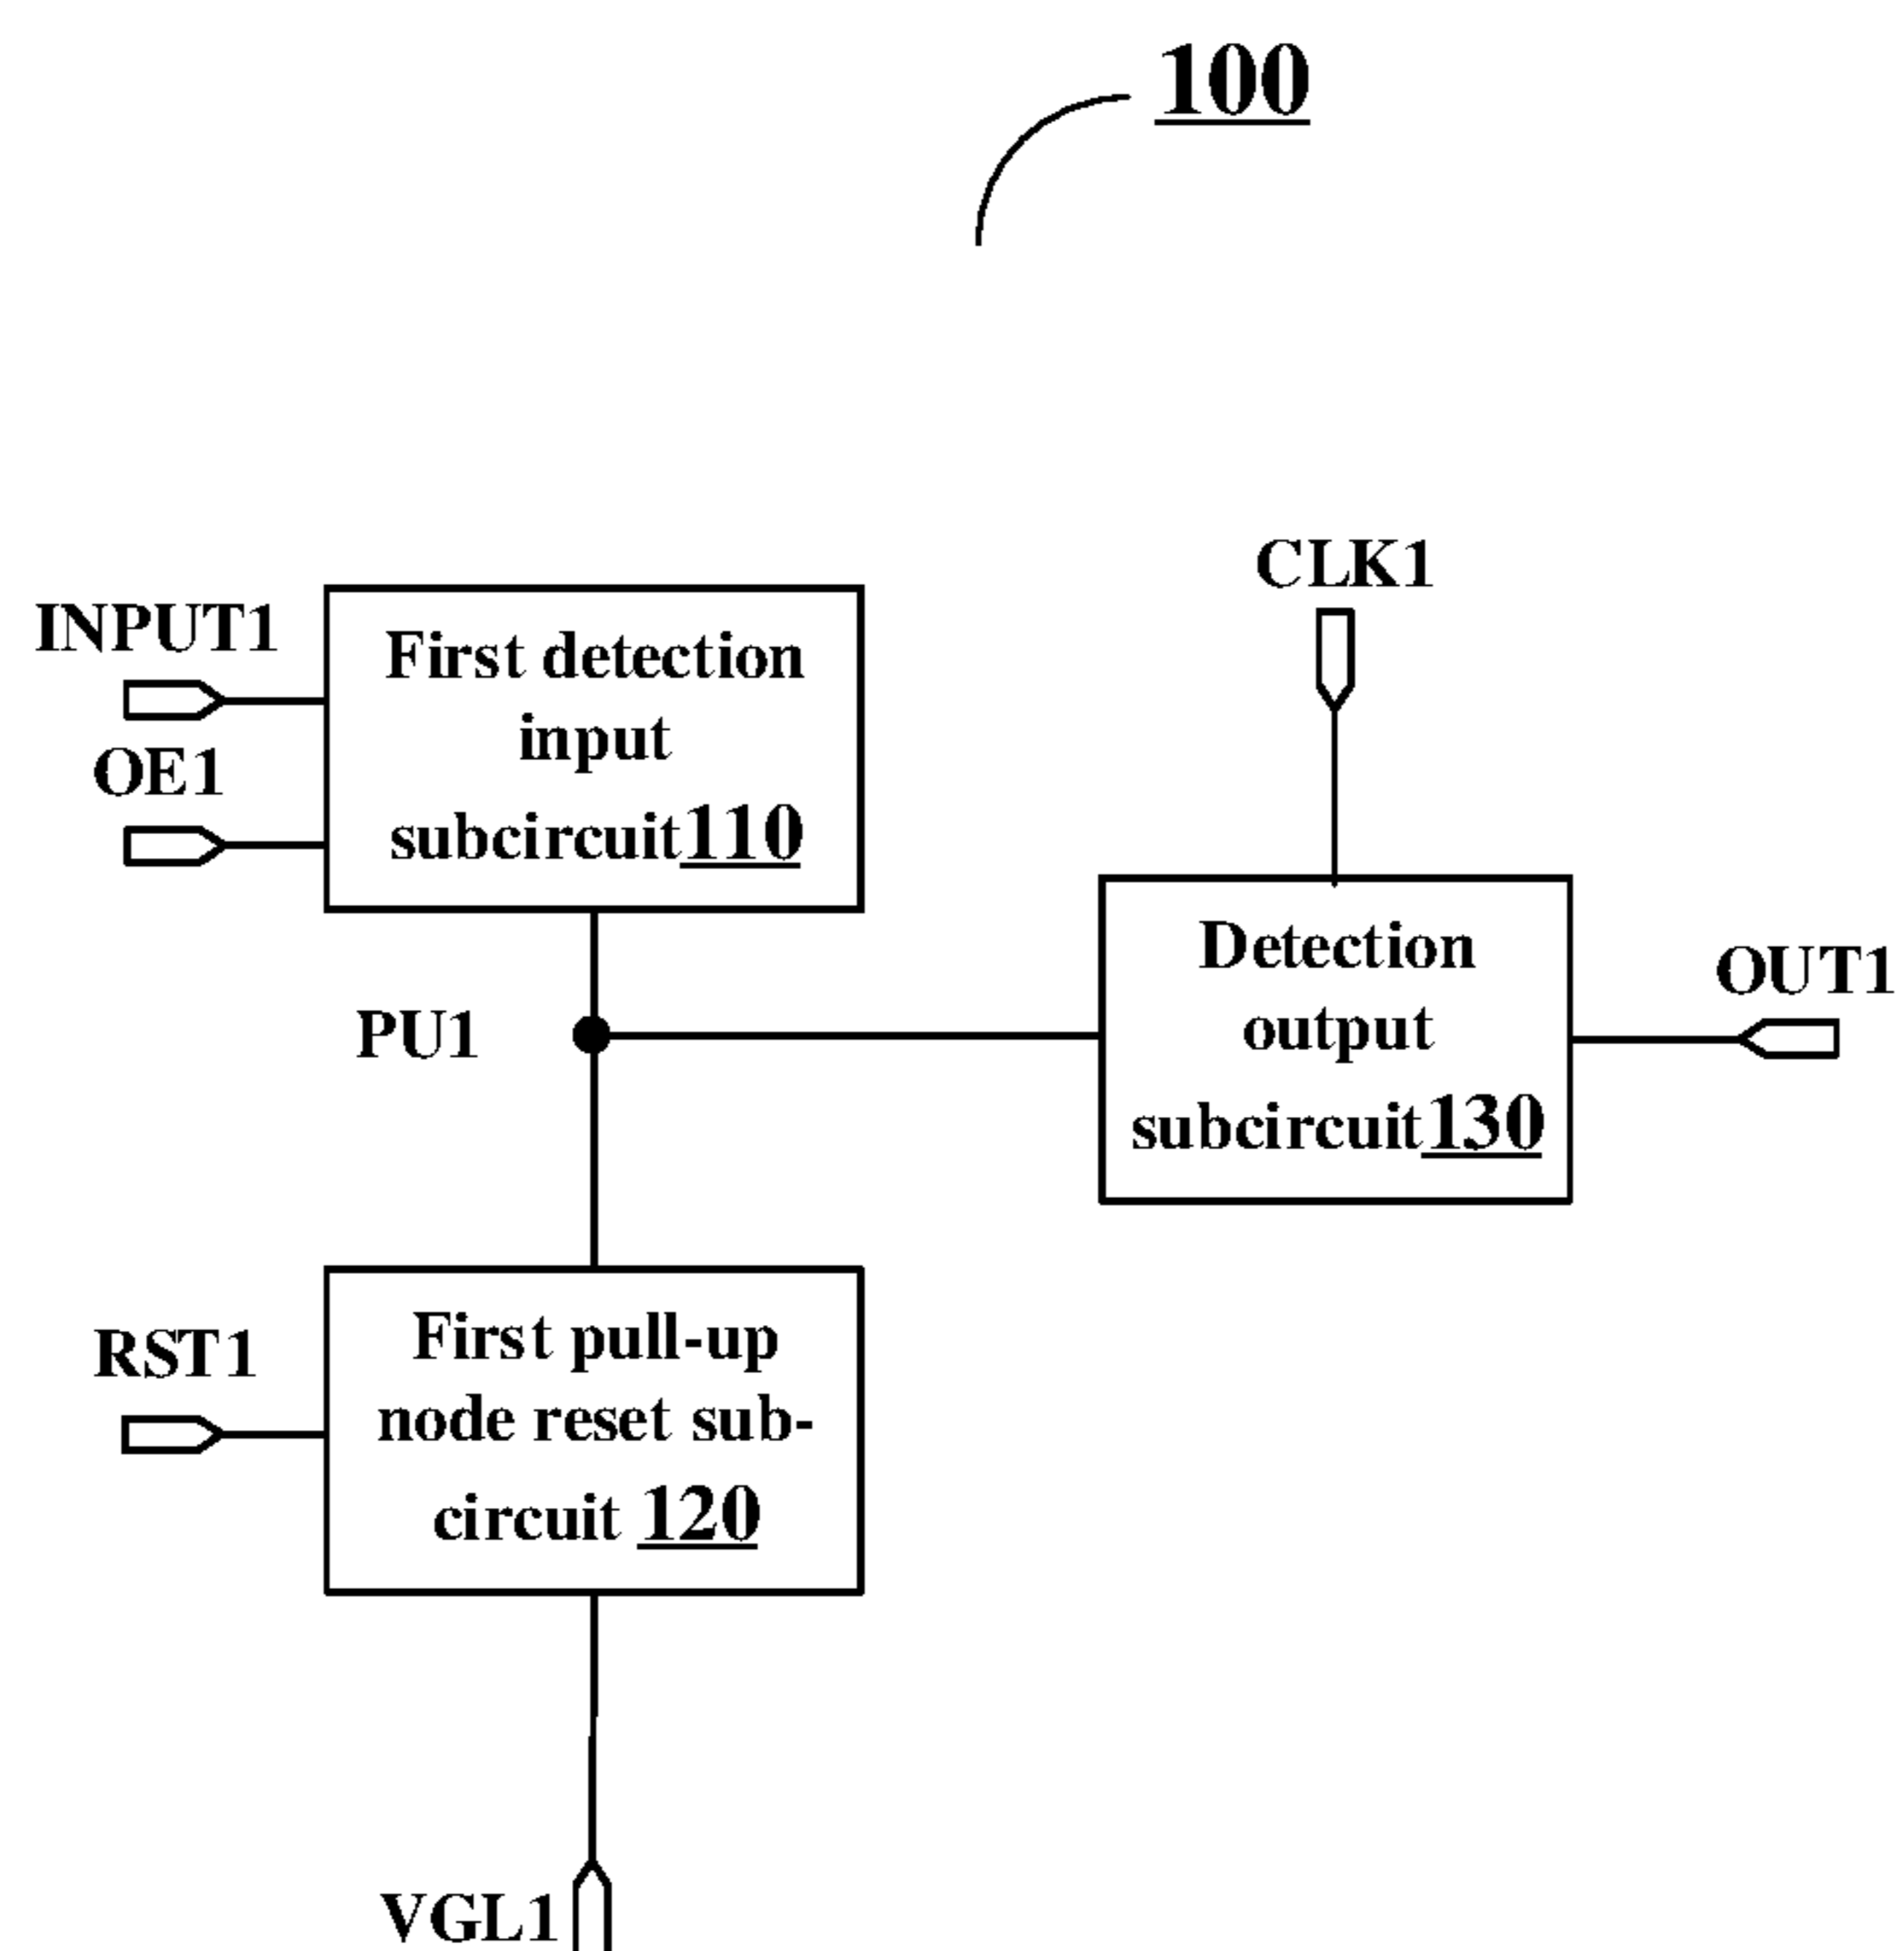 100
CLK1
INPUT1
First detection
input
subcircuit110
OE1
Detection
output
subcircuit130
OUT1
PU1
First pull-up
node reset sub-
circuit 120
RST1
VGL1